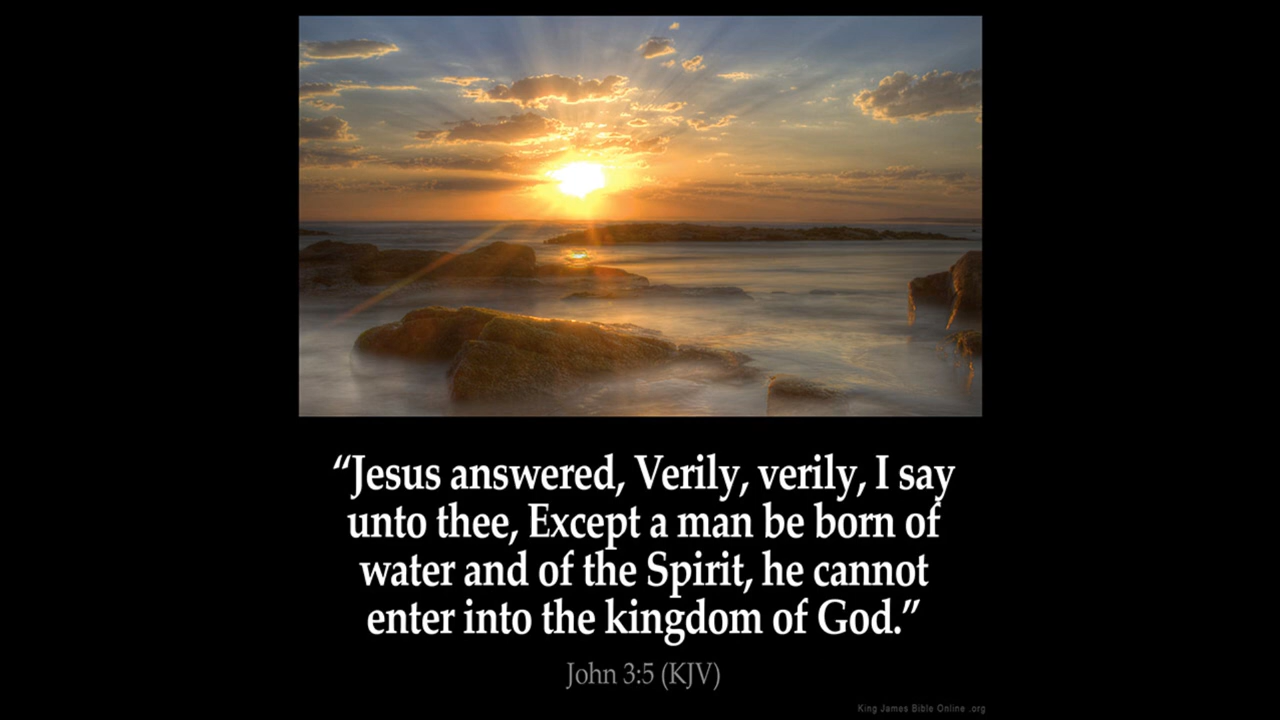 “Jesus answered, Verily, verily, I say
unto thee, Except a man be born of
water and of the Spirit, he cannot
enter into the kingdom of God.”
John 3:5 (KJV)
King James Bible Online .org